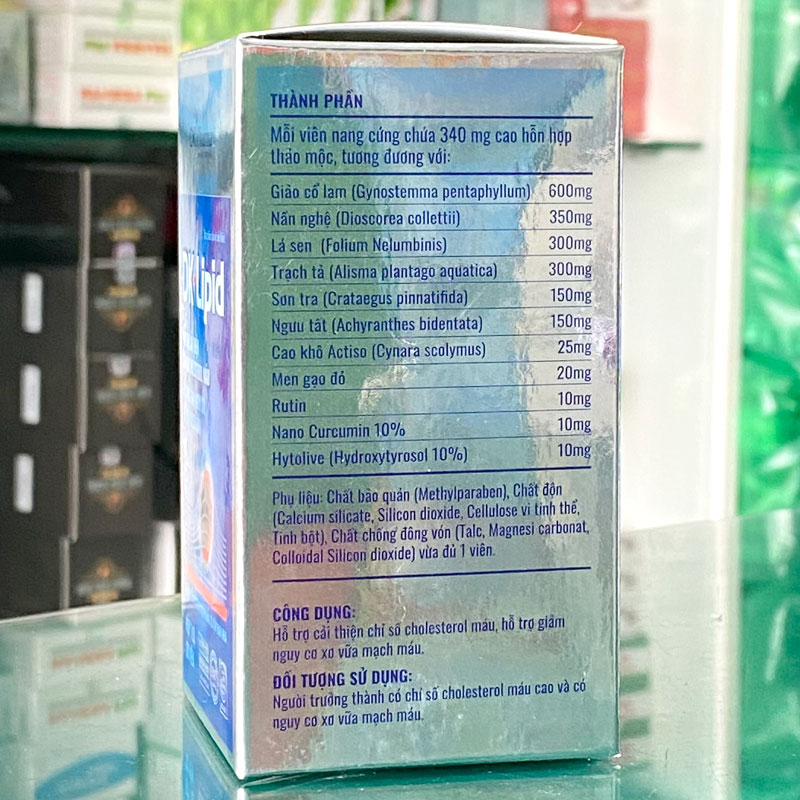 THÀNH PHẦN
Mỗi viên nang cứng chứa 340 mg cao hỗn hợp
thảo mộc, tương đương với:
Giảo cổ lam (Gynostemma pentaphyllum) 600mg
Nần nghệ (Dioscorea collettii) 350mg
Lá sen (Folium Nelumbinis) 300mg
Trạch tả (Alisma plantago aquatica) 300mg
Sơn tra (Crataegus pinnatifida) 150mg
Ngưu tất (Achyranthes bidentata) 150mg
Cao khô Actiso (Cynara scolymus) 25mg
Men gạo đỏ 20mg
Rutin 10mg
Nano Curcumin 10% 10mg
Hytolive (Hydroxytyrosol 10%) 10mg
Phụ liệu: Chất bảo quản (Methylparaben), Chất độn
(Calcium silicate, Silicon dioxide, Cellulose vi tinh thể,
Tinh bột), Chất chống đông vón (Talc, Magnesi carbonat,
Colloidal Silicon dioxide) vừa đủ 1 viên.
CÔNG DỤNG:
Hỗ trợ cải thiện chỉ số cholesterol máu, hỗ trợ giảm
nguy cơ xơ vữa mạch máu.
ĐỐI TƯỢNG SỬ DỤNG:
Người trưởng thành có chỉ số cholesterol máu cao và có
nguy cơ xơ vữa mạch máu.
Lipid